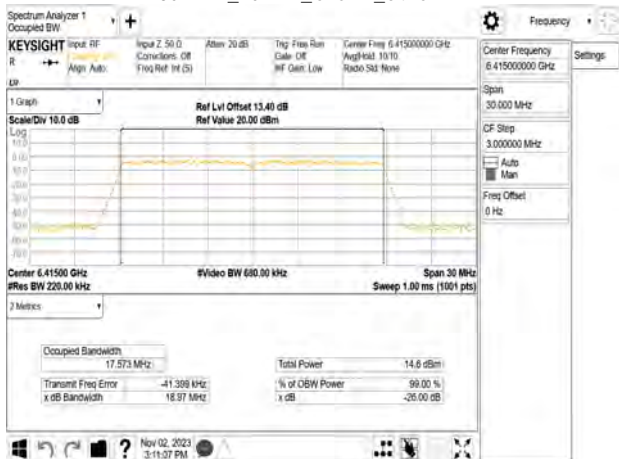 Spectrum Analyzer 1
Occupied BW
+
Frequency
KEYSIGHT Input: RF
R
Align: Auto
Input Z: 50 Ω
Corrections: Off
Freq Ref: Int (S)
Atten: 20 dB
Trig: Free Run
Gate: Off
#IF Gain: Low
Center Freq: 6.415000000 GHz
Avg|Hold: 10/10
Radio Std: None
Center Frequency
6.415000000 GHz
Settings
Span
30.000 MHz
CF Step
3.000000 MHz
Auto
Man
Freq Offset
0 Hz
1 Graph
Scale/Div 10.0 dB
Ref Lvl Offset 13.40 dB
Ref Value 20.00 dBm
Log
10.0
0.00
Center 6.41500 GHz
#Res BW 220.00 kHz
#Video BW 680.00 kHz
Span 30 MHz
Sweep 1.00 ms (1001 pts)
2 Metrics
Occupied Bandwidth
17.573 MHz
Total Power
14.6 dBm
Transmit Freq Error
-41.399 kHz
% of OBW Power
99.00 %
x dB Bandwidth
18.97 MHz
x dB
-26.00 dB
?
Nov 02, 2023
3:11:07 PM